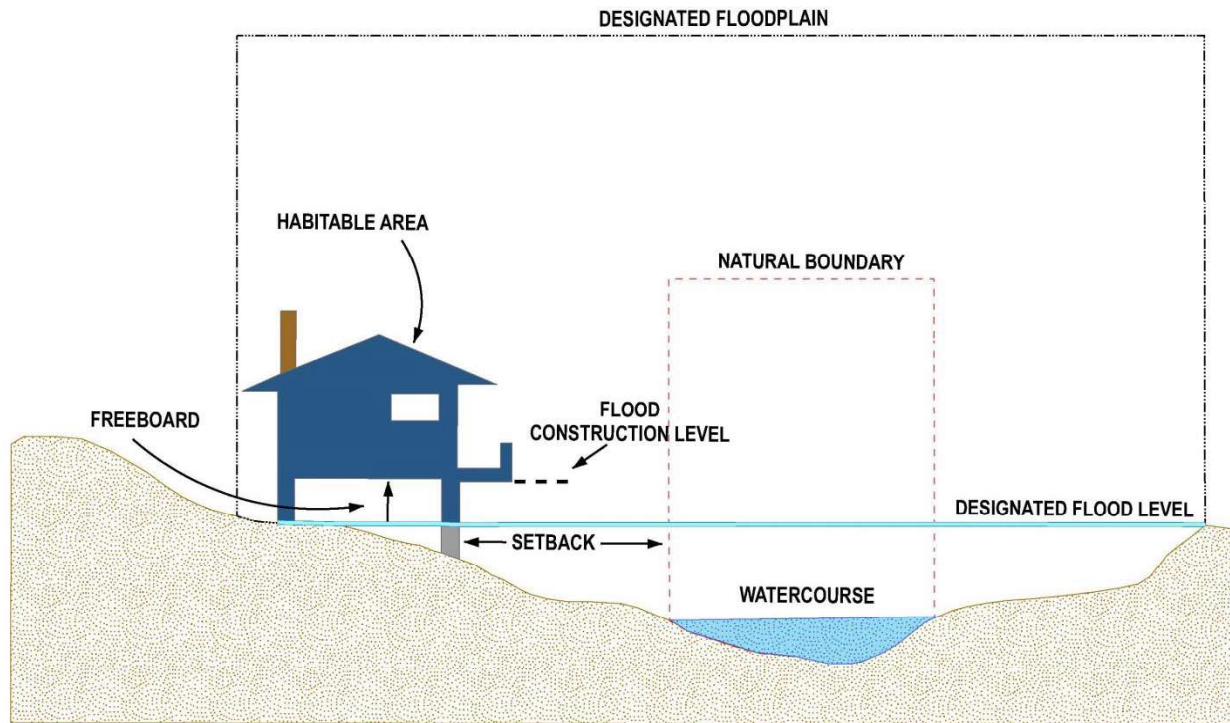 DESIGNATED FLOODPLAIN
HABITABLE AREA
NATURAL BOUNDARY
FREEBOARD
FLOOD
CONSTRUCTION LEVEL
DESIGNATED FLOOD LEVEL
SETBACK
WATERCOURSE